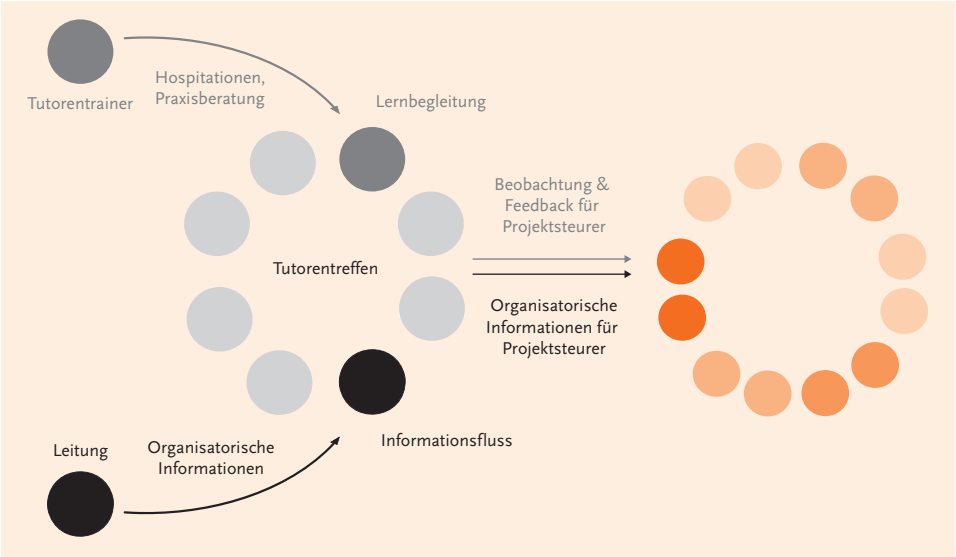 Tutorentrainer
Hospitationen,
Praxisberatung
Lernbegleitung
Beobachtung &
Feedback für
Projektsteurer
Tutorentreffen
Organisatorische
Informationen für
Projektsteurer
Informationsfluss
Leitung
Organisatorische
Informationen